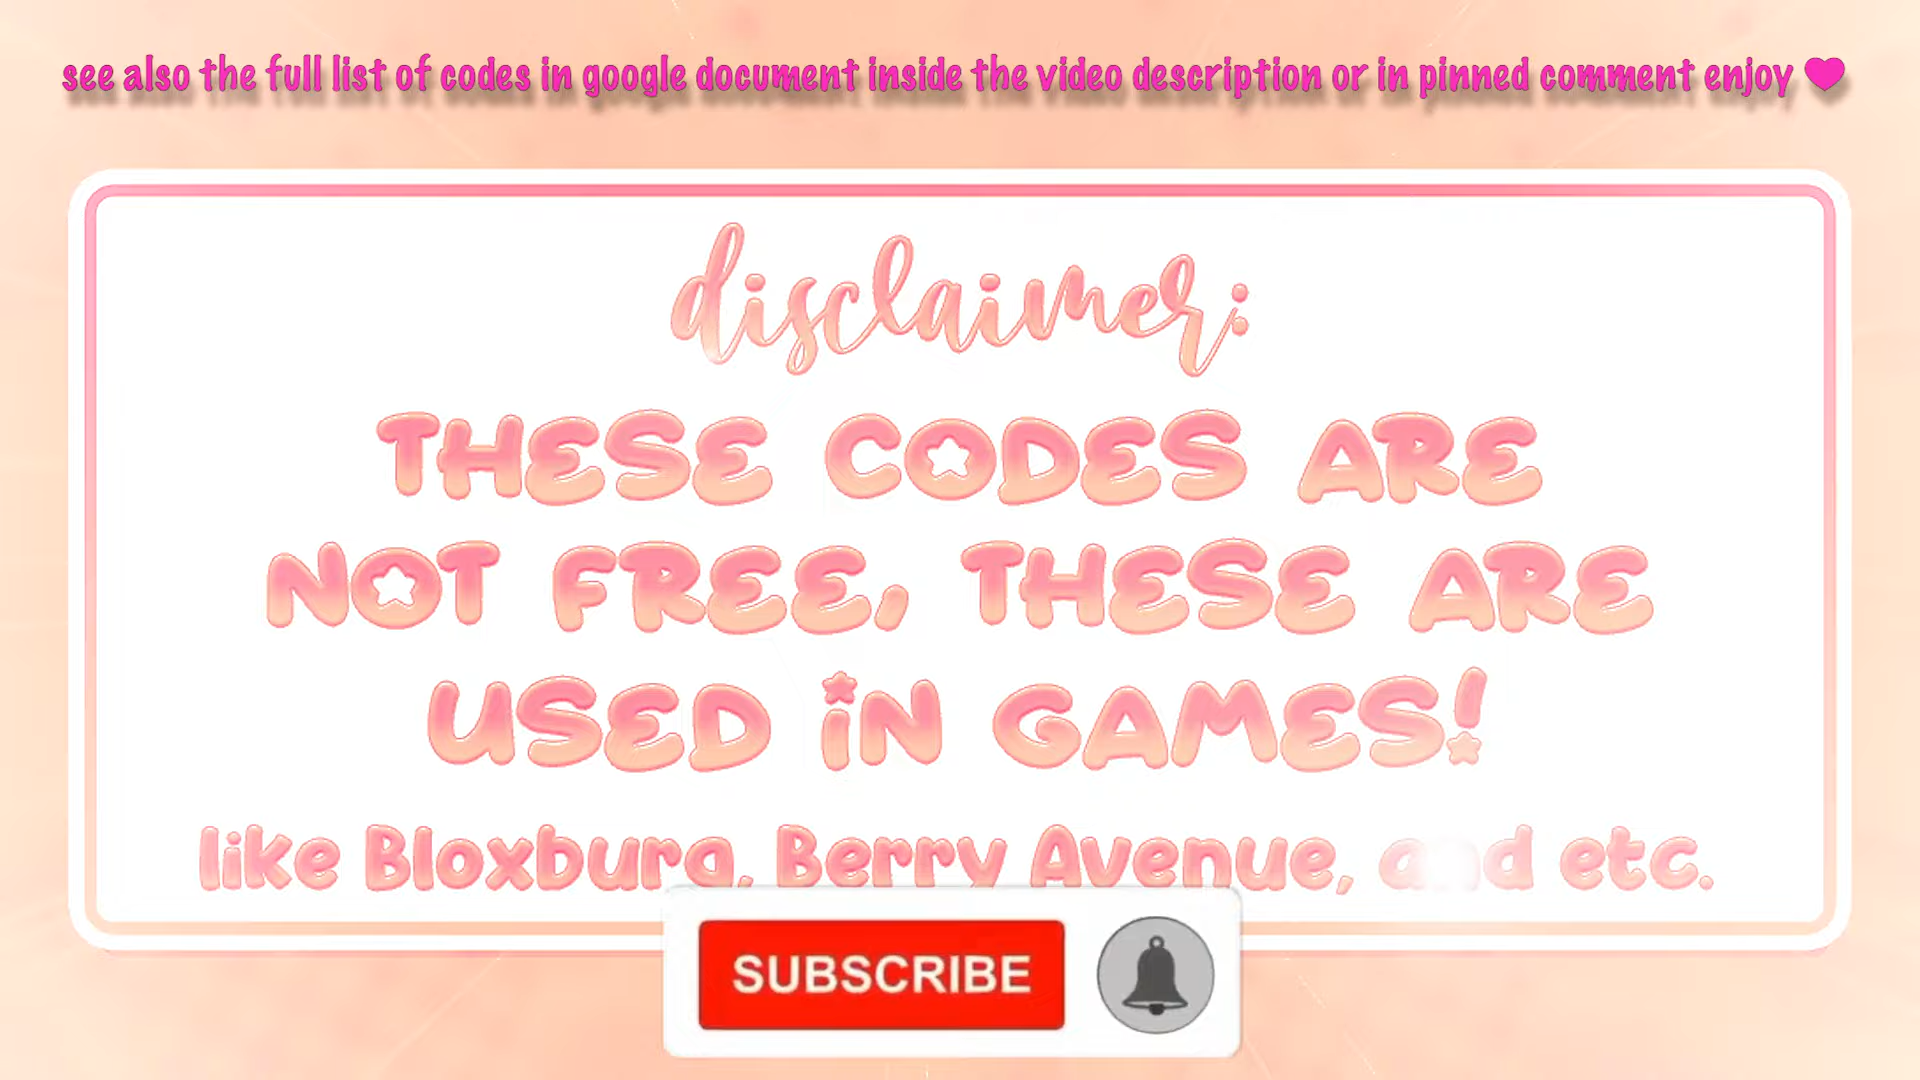 see also the full list of codes in google document inside the video description or in pinned comment enjoy
disclaimer:
THESE CODES ARE
NOT FREE, THESE ARE
USED iN GAMES!
like Bloxburg, Berry Avenue, and etc.
SUBSCRIBE